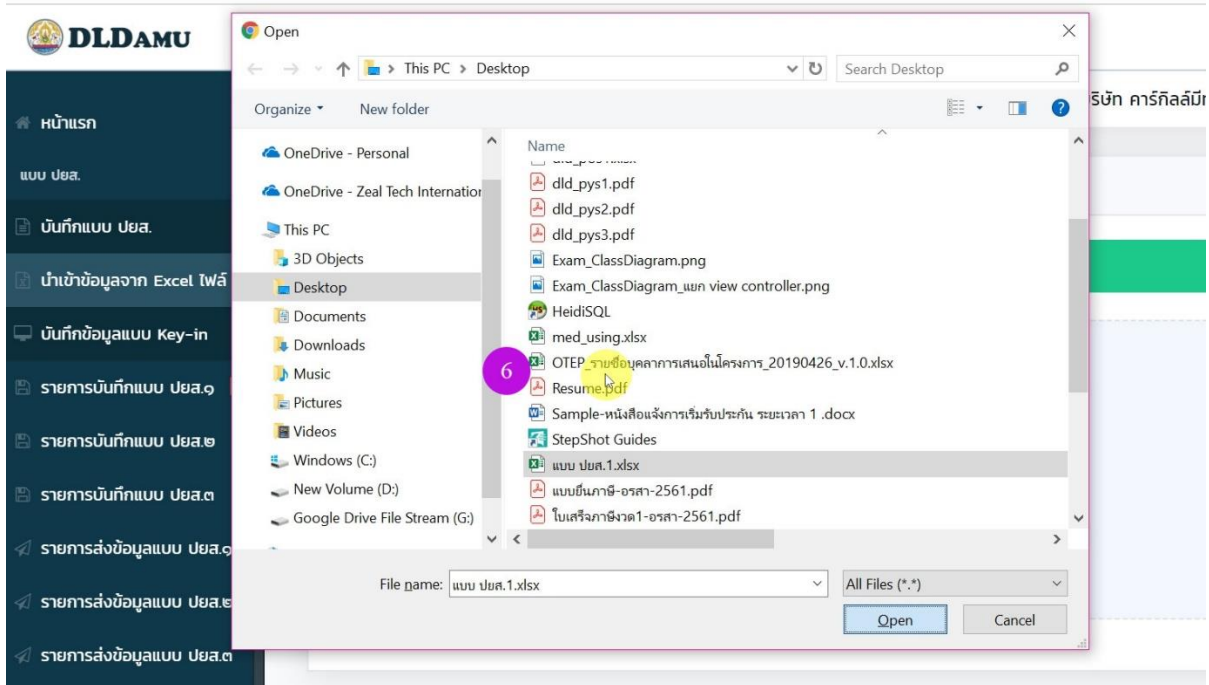 DLDAMU
หน้าแรก
แบบ ปยส.
บันทึกแบบ ปยส.
นำเข้าข้อมูลจาก Excel ไฟล์
บันทึกข้อมูลแบบ Key-in
รายการบันทึกแบบ ปยส.๑
รายการบันทึกแบบ ปยส.๒
รายการบันทึกแบบ ปยส.๓
รายการส่งข้อมูลแบบ ปยส.๑
รายการส่งข้อมูลแบบ ปยส.๒
รายการส่งข้อมูลแบบ ปยส.๓
Open
This PC > Desktop
Search Desktop
Organize
New folder
OneDrive - Personal
OneDrive - Zeal Tech Internation
This PC
3D Objects
Desktop
Documents
Downloads
Music
Pictures
Videos
Windows (C:)
New Volume (D:)
Google Drive File Stream (G:)
Name
dld_pys1.pdf
dld_pys2.pdf
dld_pys3.pdf
Exam_ClassDiagram.png
Exam_ClassDiagram_แยก view controller.png
HeidiSQL
med_using.xlsx
OTEP_รายชื่อบุคลาการเสนอในโครงการ_20190426_v.1.0.xlsx
6
Resume.pdf
Sample-หนังสือแจ้งการเริ่มรับประกัน ระยะเวลา 1 .docx
StepShot Guides
แบบ ปยส.1.xlsx
แบบยื่นภาษี-อรสา-2561.pdf
ใบเสร็จภาษีงวด1-อรสา-2561.pdf
File name: แบบ ปยส.1.xlsx
All Files (*.*)
Open
Cancel
ริษัท คาร์กิลล์มี